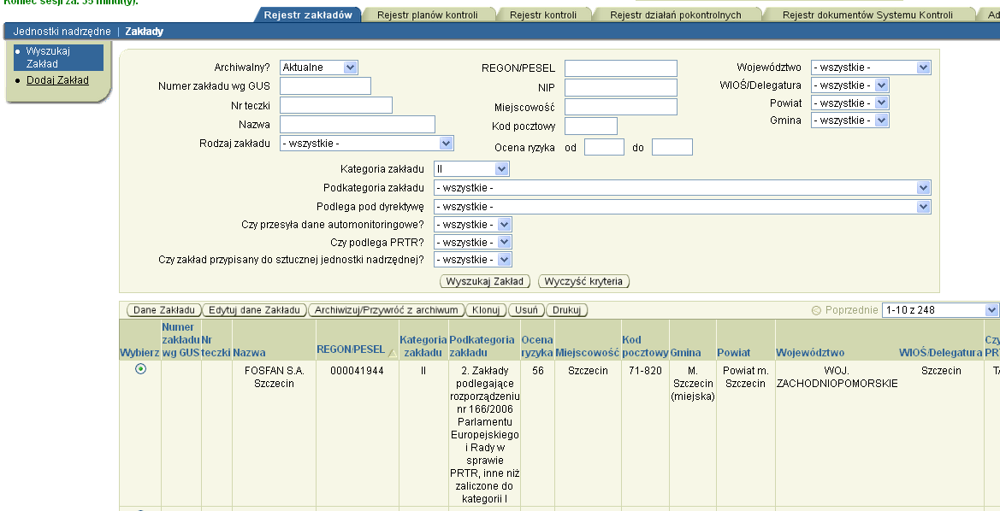 Koniec sesji za: 35 minut(y).
Rejestr zakładów Rejestr planów kontroli Rejestr kontroli Rejestr działań pokontrolnych Rejestr dokumentów Systemu Kontroli Ad
Jednostki nadrzędne | Zakłady
Wyszukaj
Zakład
Dodaj Zakład
Archiwalny? Aktualne REGON/PESEL Województwo - wszystkie -
Numer zakładu wg GUS NIP WIOŚ/Delegatura - wszystkie -
Nr teczki Miejscowość Powiat - wszystkie -
Nazwa Kod pocztowy Gmina - wszystkie -
Rodzaj zakładu - wszystkie - Ocena ryzyka od do
Kategoria zakładu II
Podkategoria zakładu - wszystkie -
Podlega pod dyrektywę - wszystkie -
Czy przesyła dane automonitoringowe? - wszystkie -
Czy podlega PRTR? - wszystkie -
Czy zakład przypisany do sztucznej jednostki nadrzędnej? - wszystkie -
Wyszukaj Zakład Wyczyść kryteria
Dane Zakładu Edytuj dane Zakładu Archiwizuj/Przywróć z archiwum Klonuj Usuń Drukuj Poprzednie 1-10 z 248
Wybierz Numer zakładu wg GUS Nr teczki Nazwa REGON/PESEL Kategoria zakładu Podkategoria zakładu Ocena ryzyka Miejscowość Kod pocztowy Gmina Powiat Województwo WIOŚ/Delegatura Czy PR
FOSFAN S.A. 000041944 II 2. Zakłady 56 Szczecin 71-820 M. Powiat m. WOJ. Szczecin TA
Szczecin podlegające Szczecin Szczecin ZACHODNIOPOMORSKIE
rozporządzeniu (miejska)
nr 166/2006
Parlamentu
Europejskiego
i Rady w
sprawie
PRTR, inne niż
zaliczone do
kategorii I